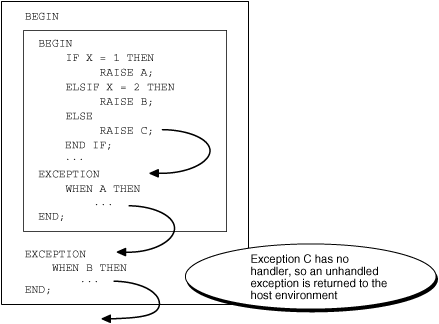 BEGIN
BEGIN
IF X = 1 THEN
RAISE A;
ELSIF X = 2 THEN
RAISE B;
ELSE
RAISE C;
END IF;
...
EXCEPTION
WHEN A THEN
...
END;
EXCEPTION
WHEN B THEN
...
END;
Exception C has no
handler, so an unhandled
exception is returned to the
host environment